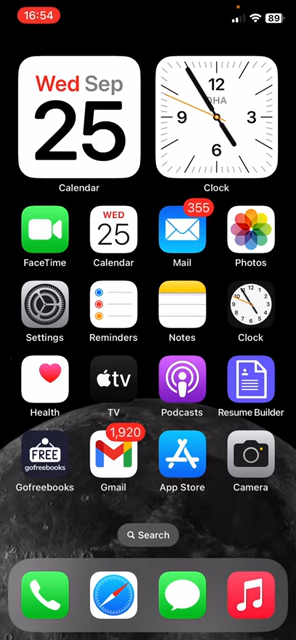 16:54
89
Wed Sep
25
Calendar
12
3
6
9
Clock
FaceTime
WED
25
Calendar
355
Mail
Photos
Settings
Reminders
Notes
Clock
Health
tv
TV
Podcasts
Resume Builder
FREE
gofreebooks
Gofreebooks
1,920
Gmail
App Store
Camera
Search